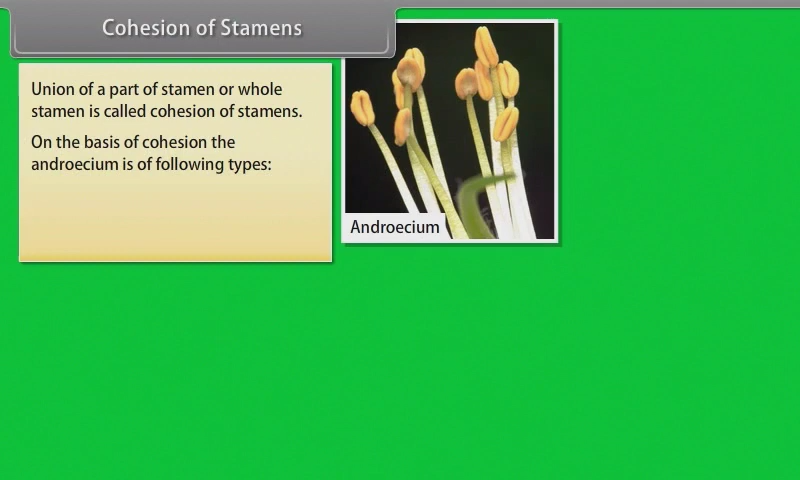 Cohesion of Stamens
Union of a part of stamen or whole
stamen is called cohesion of stamens.
On the basis of cohesion the
androecium is of following types:
Androecium